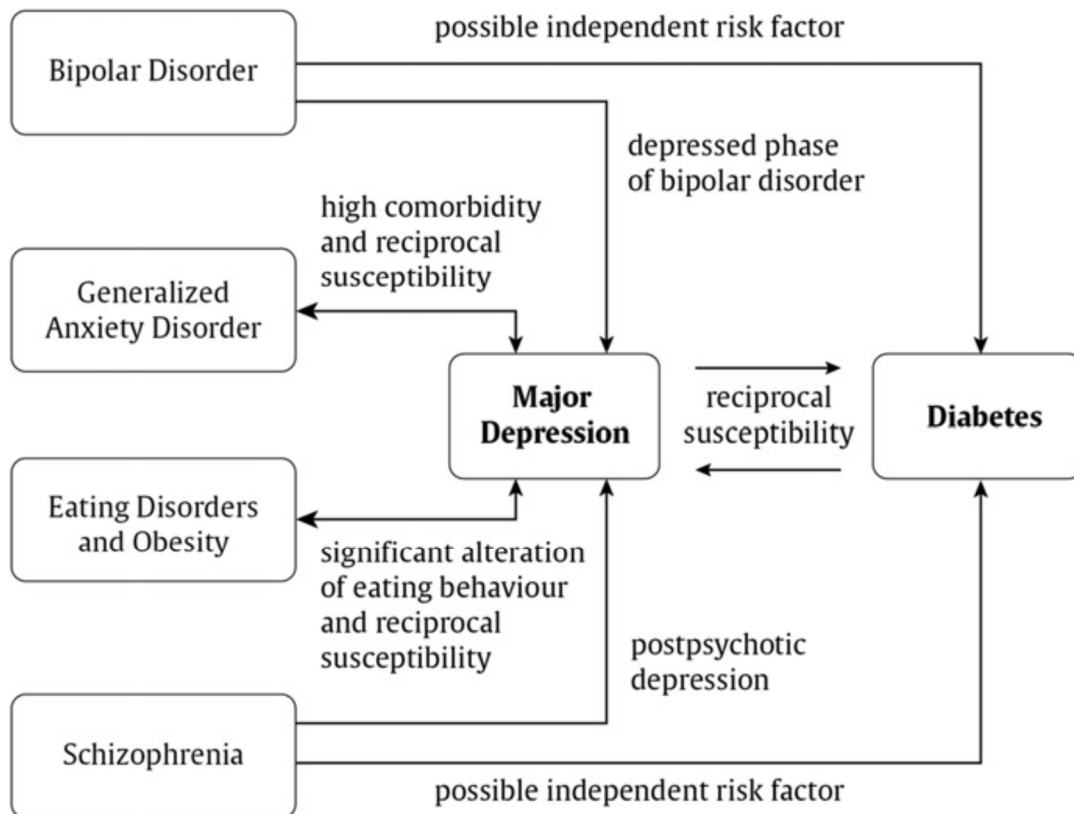 possible independent risk factor
Bipolar Disorder
depressed phase
of bipolar disorder
high comorbidity
and reciprocal
susceptibility
Generalized
Anxiety Disorder
Major
Depression
reciprocal
susceptibility
Diabetes
Eating Disorders
and Obesity
significant alteration
of eating behaviour
and reciprocal
susceptibility
postpsychotic
depression
Schizophrenia
possible independent risk factor